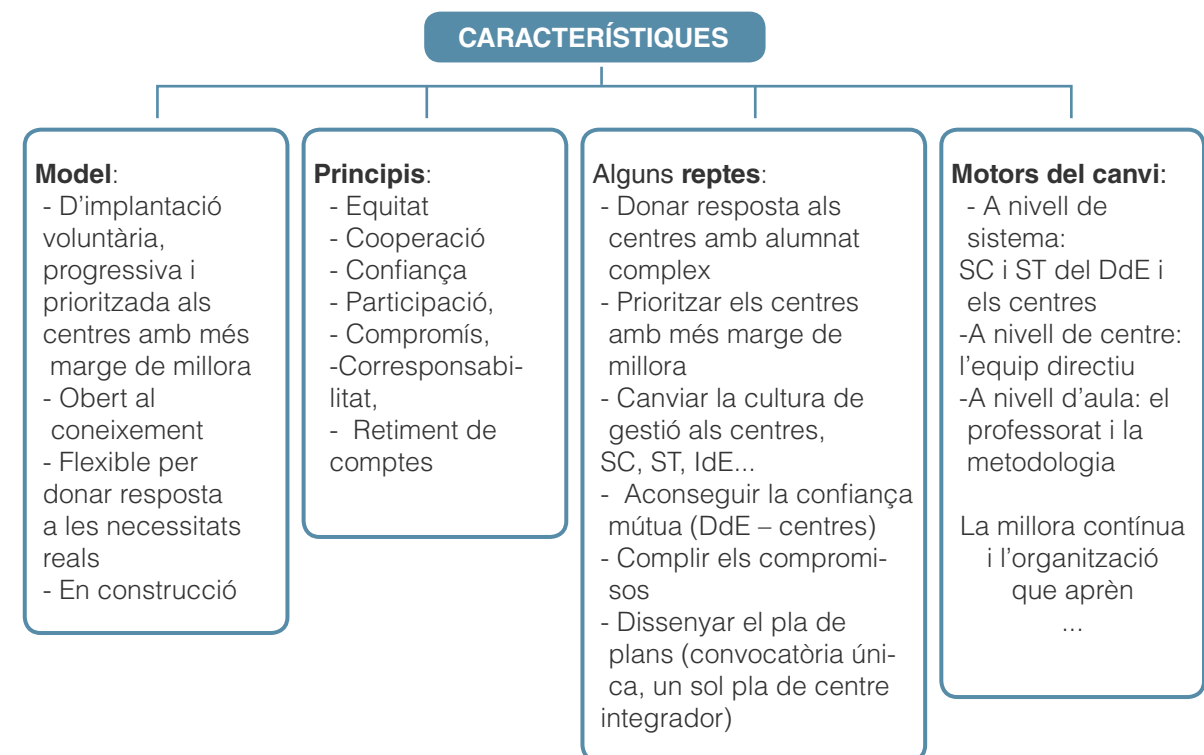 CARACTERÍSTIQUES
Model:
- D’implantació
voluntària,
progressiva i
prioritzada als
centres amb més
marge de millora
- Obert al
coneixement
- Flexible per
donar resposta
a les necessitats
reals
- En construcció
Principis:
- Equitat
- Cooperació
- Confiança
- Participació,
- Compromís,
-Corresponsabi-
litat,
- Retiment de
comptes
Alguns reptes:
- Donar resposta als
centres amb alumnat
complex
- Prioritzar els centres
amb més marge de
millora
- Canviar la cultura de
gestió als centres,
SC, ST, IdE...
- Aconseguir la confiança
mútua (DdE – centres)
- Complir els compromi-
sos
- Dissenyar el pla de
plans (convocatòria úni-
ca, un sol pla de centre
integrador)
Motors del canvi:
- A nivell de
sistema:
SC i ST del DdE i
els centres
-A nivell de centre:
l’equip directiu
-A nivell d’aula: el
professorat i la
metodologia
La millora contínua
i l’organització
que aprèn
...